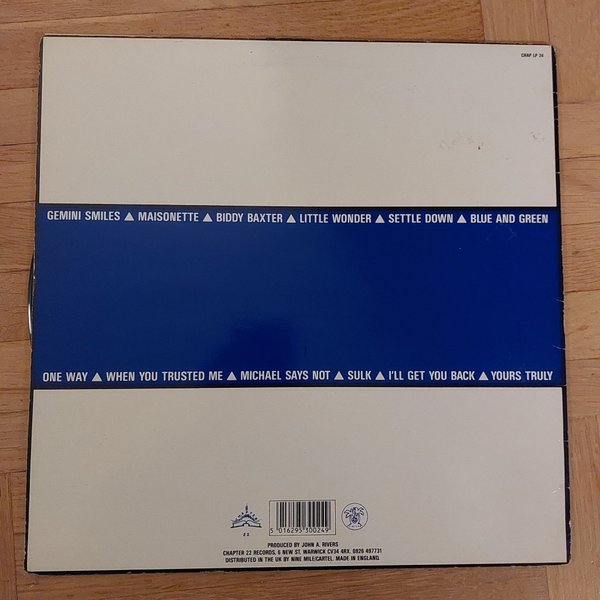 CHAP LP 24
GEMINI SMILES ▲ MAISONETTE ▲ BIDDY BAXTER ▲ LITTLE WONDER ▲ SETTLE DOWN ▲ BLUE AND GREEN
ONE WAY ▲ WHEN YOU TRUSTED ME ▲ MICHAEL SAYS NOT ▲ SULK ▲ I'LL GET YOU BACK ▲ YOURS TRULY
5 016295 300249
PRODUCED BY JOHN A. RIVERS
CHAPTER 22 RECORDS, 6 NEW ST. WARWICK CV34 4RX. 0926 497731
DISTRIBUTED IN THE UK BY NINE MILE/CARTEL. MADE IN ENGLAND.